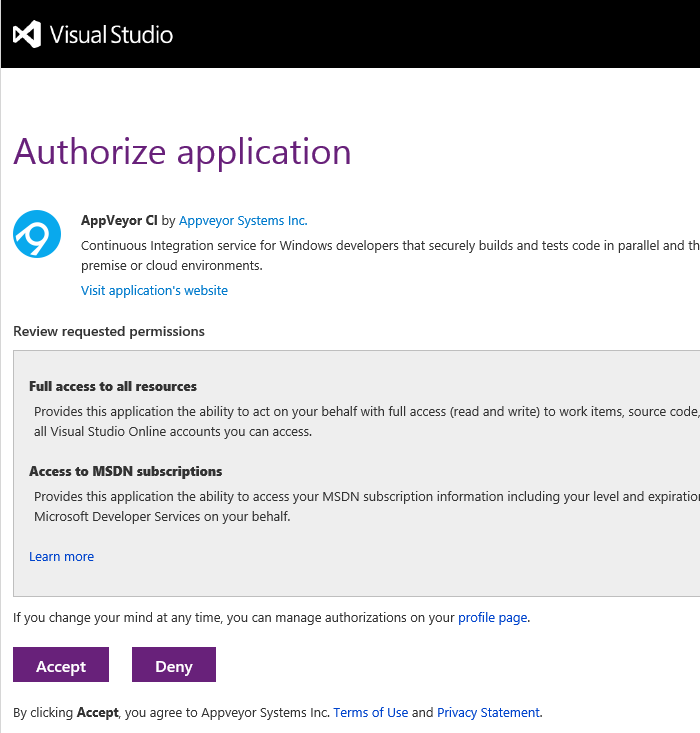 Visual Studio
Authorize application
AppVeyor CI by Appveyor Systems Inc.
Continuous Integration service for Windows developers that securely builds and tests code in parallel and
premise or cloud environments.
Visit application's website
Review requested permissions
Full access to all resources
Provides this application the ability to act on your behalf with full access (read and write) to work items, source code,
all Visual Studio Online accounts you can access.
Access to MSDN subscriptions
Provides this application the ability to access your MSDN subscription information including your level and
Microsoft Developer Services on your behalf.
Learn more
If you change your mind at any time, you can manage authorizations on your profile page.
Accept Deny
By clicking Accept, you agree to Appveyor Systems Inc. Terms of Use and Privacy Statement.